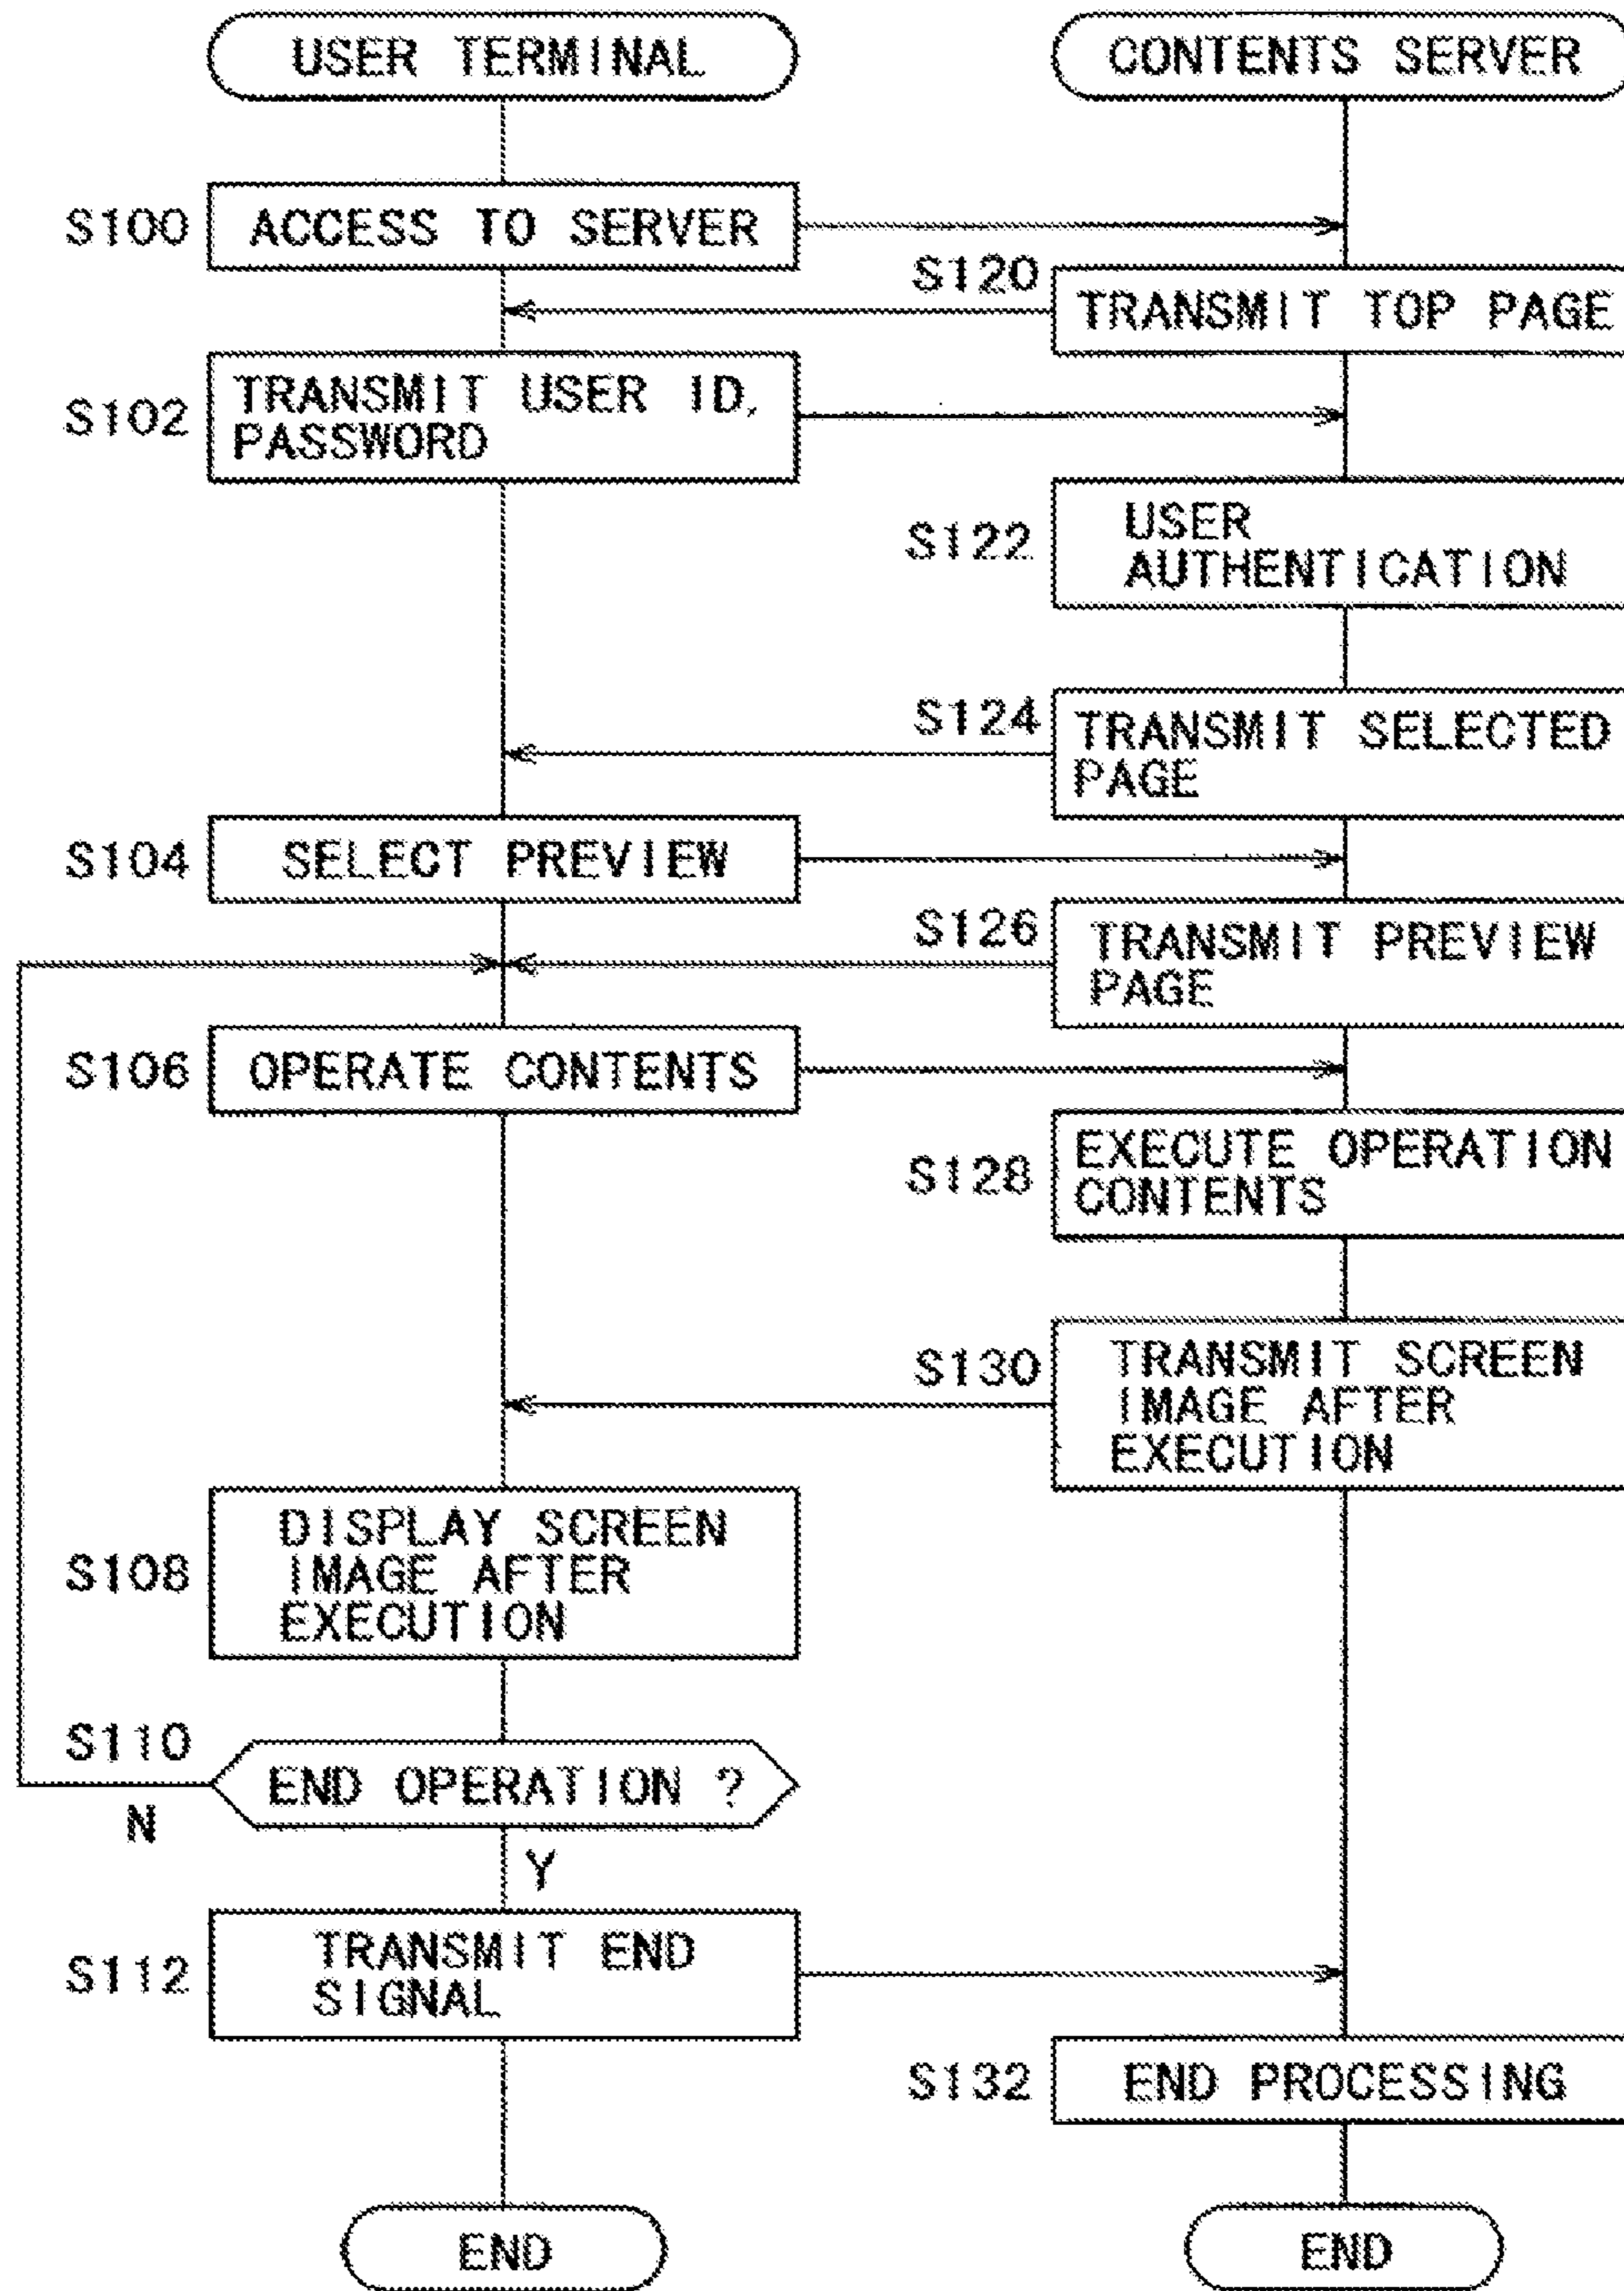 USER TERMINAL
CONTENTS SERVER
S100
ACCESS TO SERVER
S120
TRANSMIT TOP PAGE
S102
TRANSMIT USER ID,
PASSWORD
S122
USER
AUTHENTICATION
S124
TRANSMIT SELECTED
PAGE
S104
SELECT PREVIEW
S126
TRANSMIT PREVIEW
PAGE
S106
OPERATE CONTENTS
S128
EXECUTE OPERATION
CONTENTS
S130
TRANSMIT SCREEN
IMAGE AFTER
EXECUTION
S108
DISPLAY SCREEN
IMAGE AFTER
EXECUTION
S110
END OPERATION ?
N
Y
S112
TRANSMIT END
SIGNAL
S132
END PROCESSING
END
END